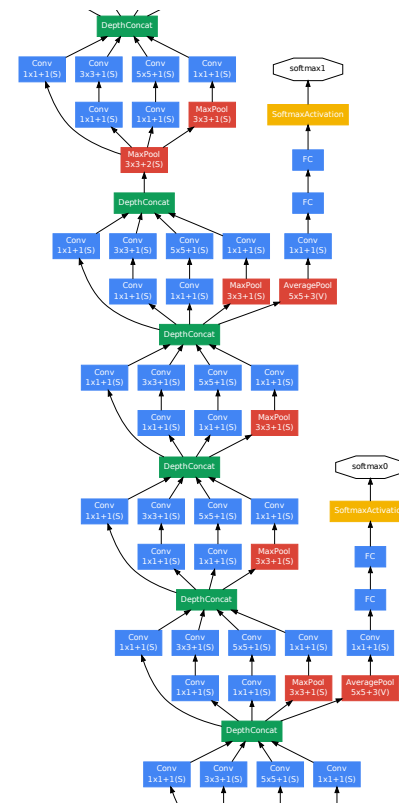 DepthConcat
Conv
1x1+1(S)
Conv
3x3+1(S)
Conv
5x5+1(S)
Conv
1x1+1(S)
softmax1
Conv
1x1+1(S)
Conv
1x1+1(S)
MaxPool
3x3+1(S)
SoftmaxActivation
MaxPool
3x3+2(S)
FC
DepthConcat
FC
Conv
1x1+1(S)
Conv
3x3+1(S)
Conv
5x5+1(S)
Conv
1x1+1(S)
Conv
1x1+1(S)
Conv
1x1+1(S)
Conv
1x1+1(S)
MaxPool
3x3+1(S)
AveragePool
5x5+3(V)
DepthConcat
Conv
1x1+1(S)
Conv
3x3+1(S)
Conv
5x5+1(S)
Conv
1x1+1(S)
Conv
1x1+1(S)
Conv
1x1+1(S)
MaxPool
3x3+1(S)
DepthConcat
softmax0
Conv
1x1+1(S)
Conv
3x3+1(S)
Conv
5x5+1(S)
Conv
1x1+1(S)
SoftmaxActivatio
Conv
1x1+1(S)
Conv
1x1+1(S)
MaxPool
3x3+1(S)
FC
DepthConcat
FC
Conv
1x1+1(S)
Conv
3x3+1(S)
Conv
5x5+1(S)
Conv
1x1+1(S)
Conv
1x1+1(S)
Conv
1x1+1(S)
Conv
1x1+1(S)
MaxPool
3x3+1(S)
AveragePool
5x5+3(V)
DepthConcat
Conv
1x1+1(S)
Conv
3x3+1(S)
Conv
5x5+1(S)
Conv
1x1+1(S)